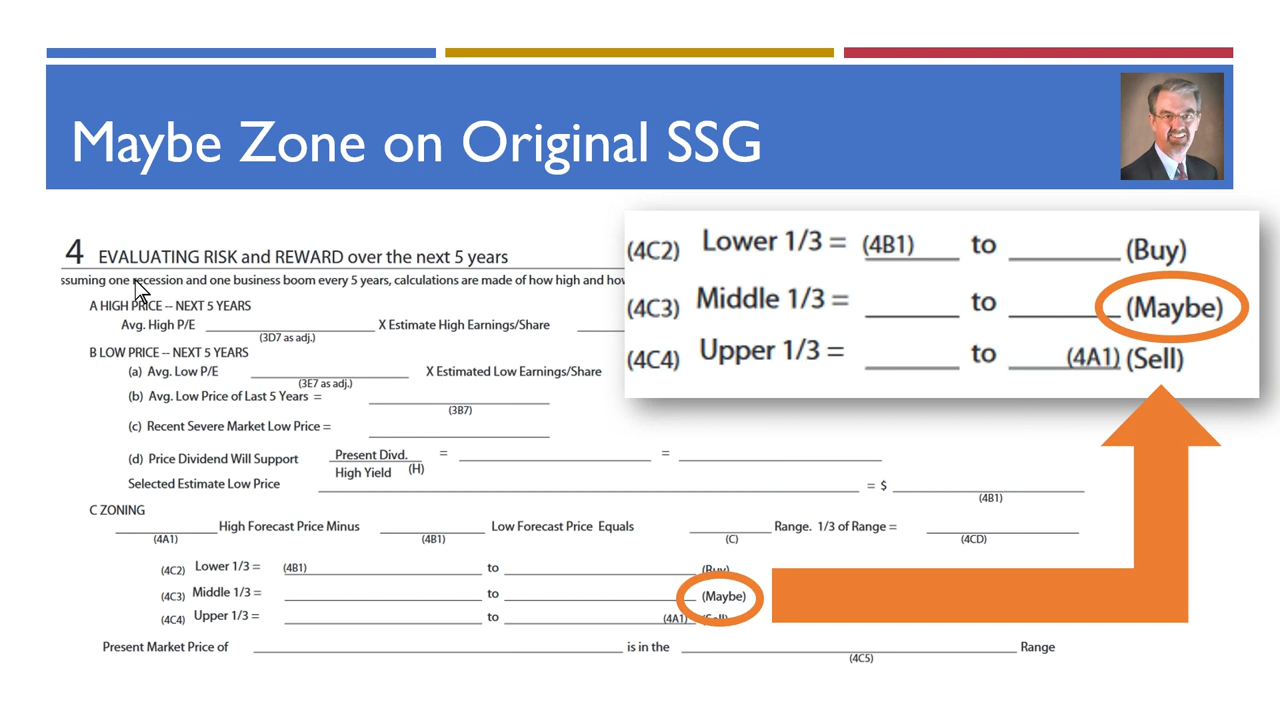 Maybe Zone on Original SSG
4 EVALUATING RISK and REWARD over the next 5 years
ssuming one recession and one business boom every 5 years, calculations are made of how high and how
A HIGH PRICE -- NEXT 5 YEARS
Avg. High P/E X Estimate High Earnings/Share
(3D7 as adj.)
B LOW PRICE -- NEXT 5 YEARS
(a) Avg. Low P/E X Estimated Low Earnings/Share
(3E7 as adj.)
(b) Avg. Low Price of Last 5 Years =
(3B7)
(c) Recent Severe Market Low Price =
(d) Price Dividend Will Support Present Divd. = =
High Yield (H)
Selected Estimate Low Price = $
(4B1)
C ZONING
High Forecast Price Minus Low Forecast Price Equals Range. 1/3 of Range =
(4A1) (4B1) (C) (4CD)
(4C2) Lower 1/3 = (4B1) to (Buy)
(4C3) Middle 1/3 = to (Maybe)
(4C4) Upper 1/3 = to (4A1) (Sell)
Present Market Price of is in the Range
(4C5)
(4C2) Lower 1/3 = (4B1) to (Buy)
(4C3) Middle 1/3 = to (Maybe)
(4C4) Upper 1/3 = to (4A1) (Sell)